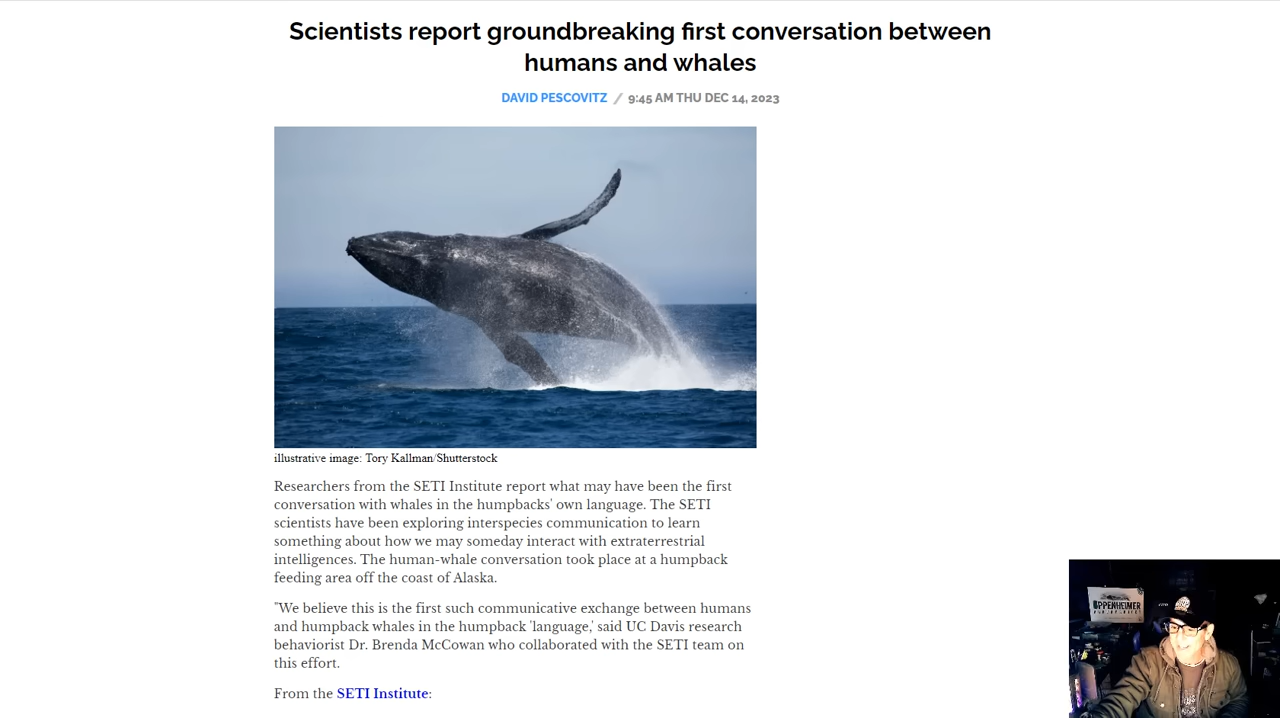 Scientists report groundbreaking first conversation between
humans and whales
DAVID PESCOVITZ / 9:45 AM THU DEC 14, 2023
illustrative image: Tory Kallman/Shutterstock
Researchers from the SETI Institute report what may have been the first
conversation with whales in the humpbacks' own language. The SETI
scientists have been exploring interspecies communication to learn
something about how we may someday interact with extraterrestrial
intelligences. The human-whale conversation took place at a humpback
feeding area off the coast of Alaska.
"We believe this is the first such communicative exchange between humans
and humpback whales in the humpback 'language,' said UC Davis research
behaviorist Dr. Brenda McCowan who collaborated with the SETI team on
this effort.
From the SETI Institute:
OPPENHEIMER